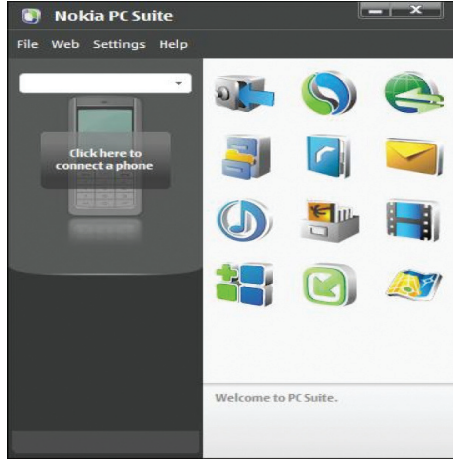 Nokia PC Suite
File Web Settings Help
Click here to
connect a phone
Welcome to PC Suite.